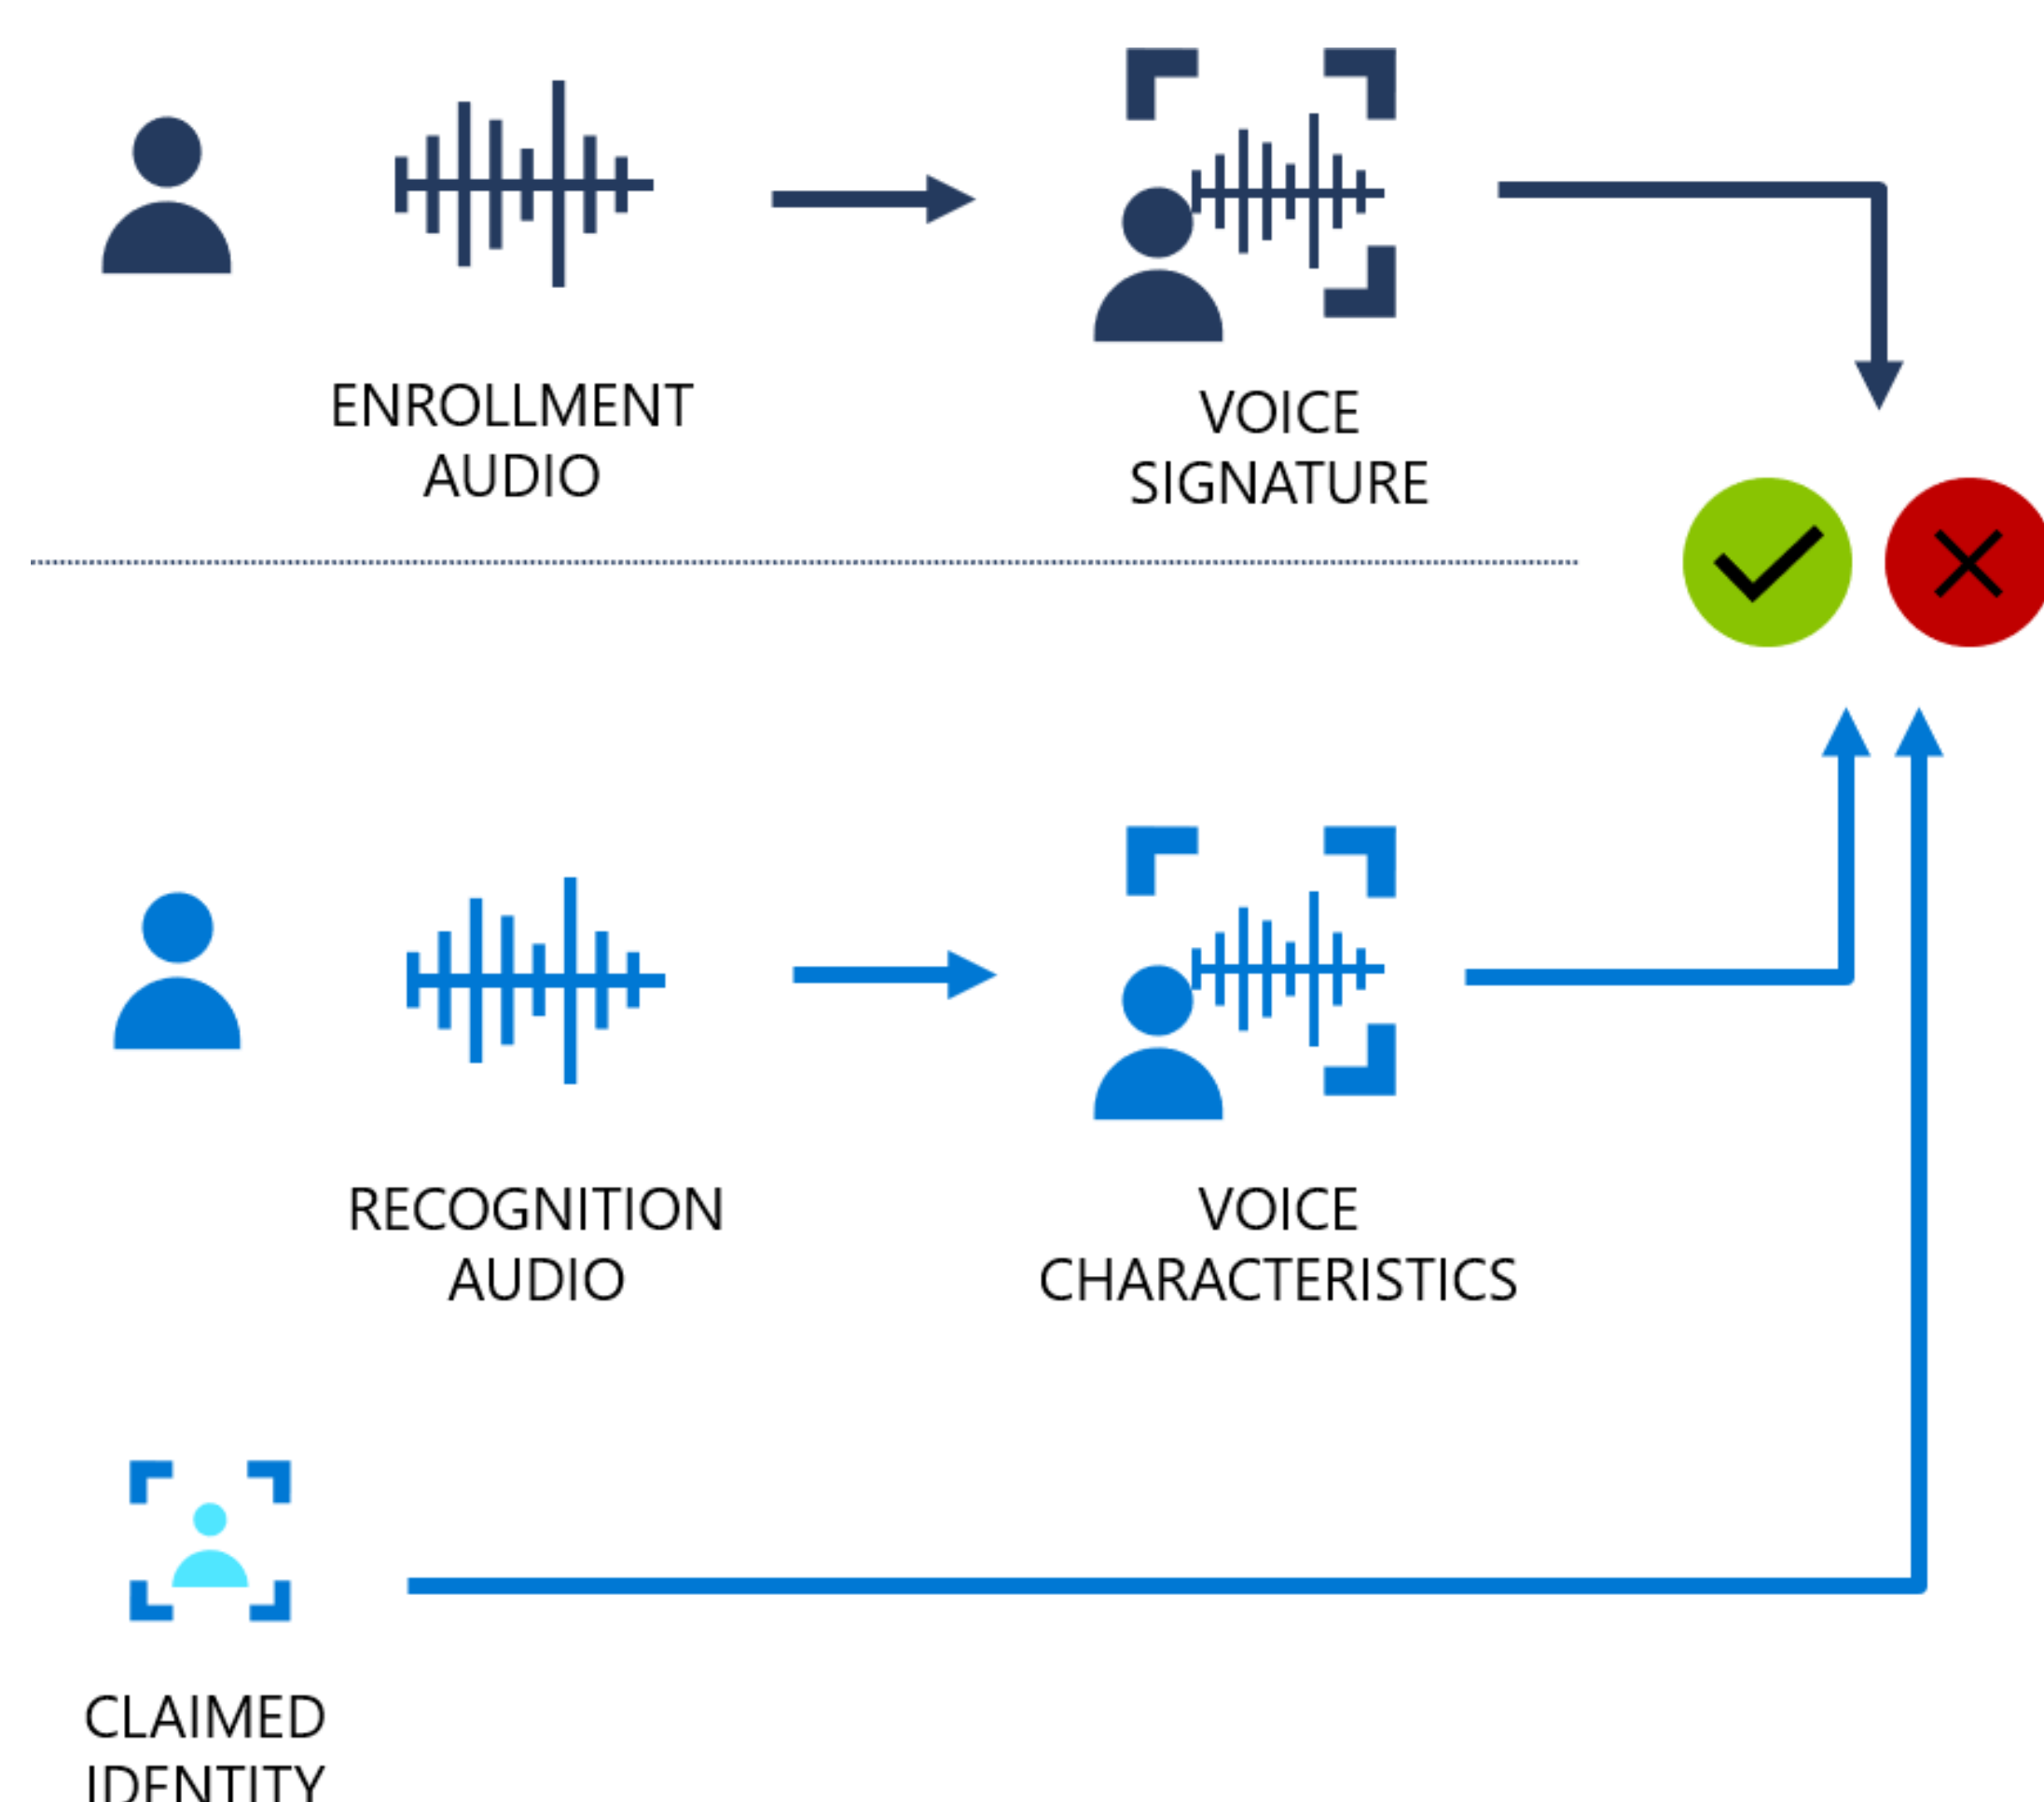 ENROLLMENT
AUDIO
VOICE
SIGNATURE
RECOGNITION
AUDIO
VOICE
CHARACTERISTICS
CLAIMED
IDENTITY